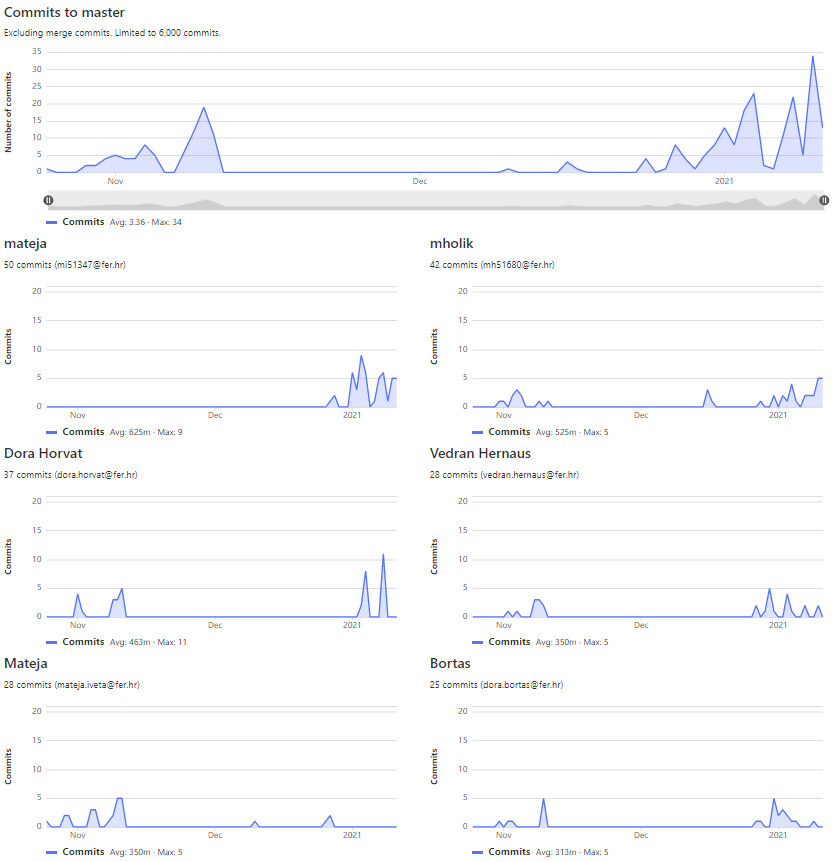 Commits to master
Excluding merge commits. Limited to 6,000 commits.
Number of commits
35
30
25
20
15
10
5
0
Nov
Dec
2021
Commits Avg: 3.36 · Max: 34
mateja
50 commits (mi51347@fer.hr)
Commits
20
15
10
5
0
Nov
Dec
2021
Commits Avg: 625m · Max: 9
mholik
42 commits (mh51680@fer.hr)
Commits
20
15
10
5
0
Nov
Dec
2021
Commits Avg: 525m · Max: 5
Dora Horvat
37 commits (dora.horvat@fer.hr)
Commits
20
15
10
5
0
Nov
Dec
2021
Commits Avg: 463m · Max: 11
Vedran Hernaus
28 commits (vedran.hernaus@fer.hr)
Commits
20
15
10
5
0
Nov
Dec
2021
Commits Avg: 350m · Max: 5
Mateja
28 commits (mateja.iveta@fer.hr)
Commits
20
15
10
5
0
Nov
Dec
2021
Commits Avg: 350m · Max: 5
Bortas
25 commits (dora.bortas@fer.hr)
Commits
20
15
10
5
0
Nov
Dec
2021
Commits Avg: 313m · Max: 5